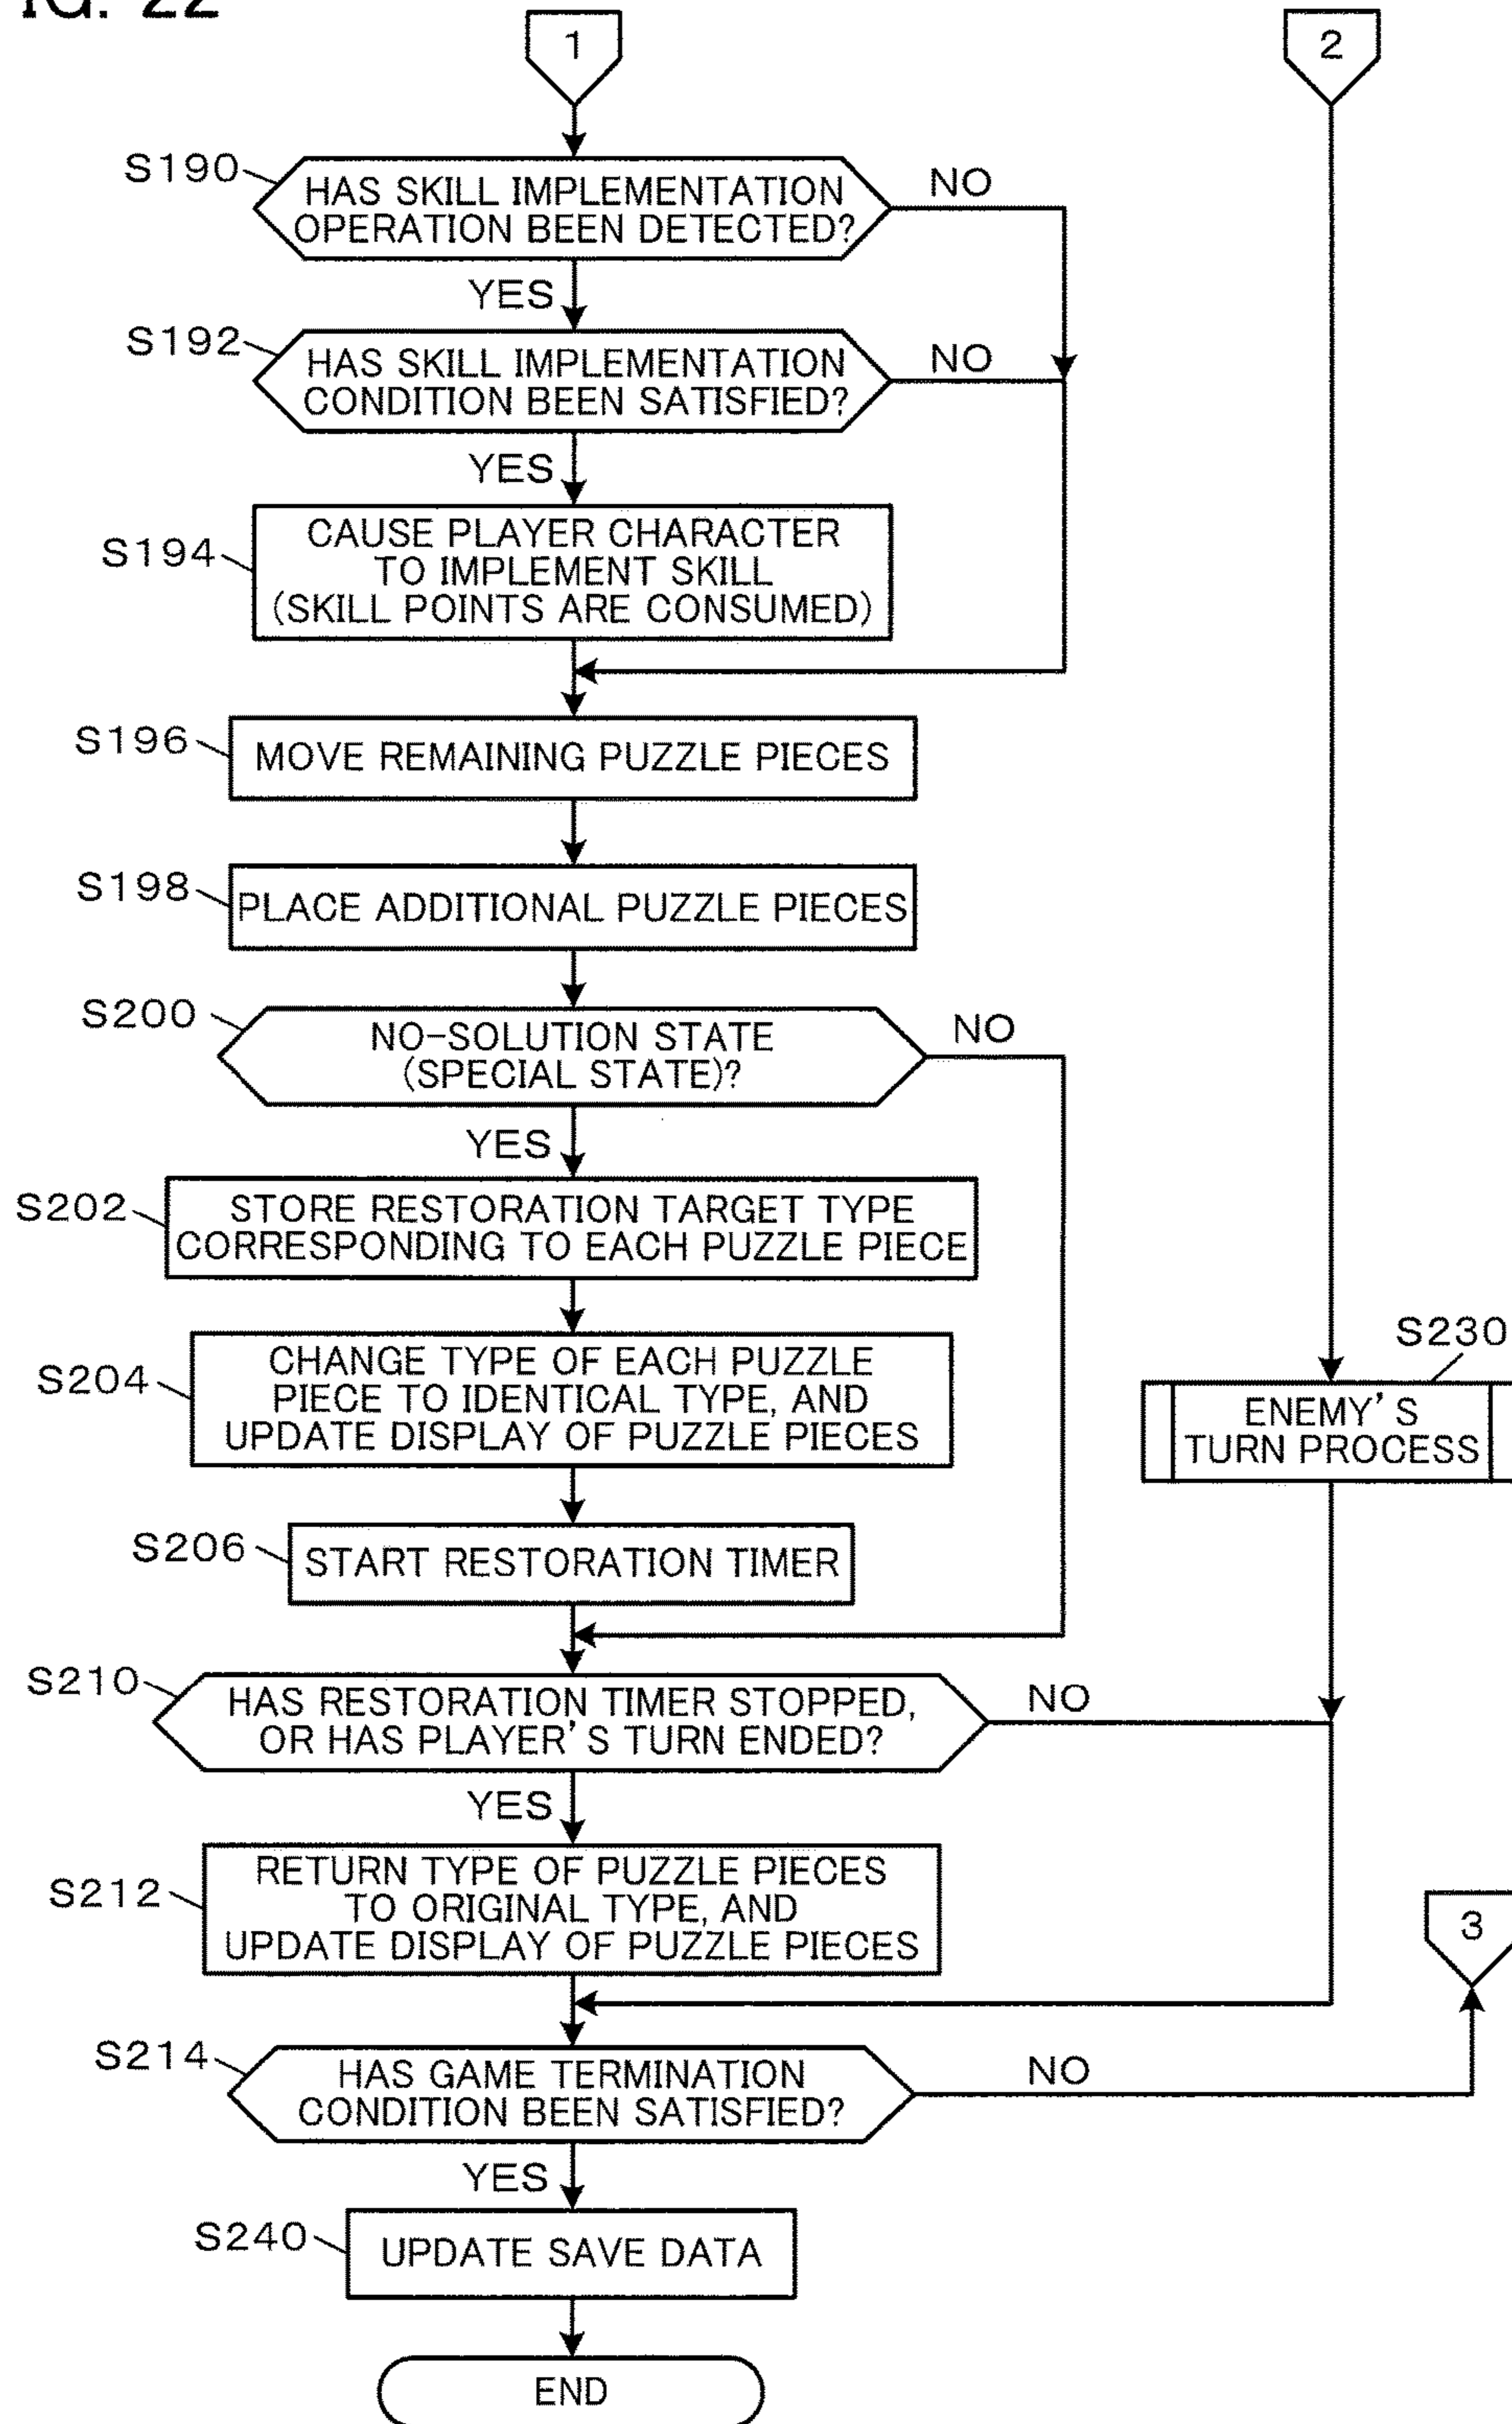 IG. 22
1
2
S190
HAS SKILL IMPLEMENTATION
OPERATION BEEN DETECTED?
NO
YES
S192
HAS SKILL IMPLEMENTATION
CONDITION BEEN SATISFIED?
NO
YES
S194
CAUSE PLAYER CHARACTER
TO IMPLEMENT SKILL
(SKILL POINTS ARE CONSUMED)
S196
MOVE REMAINING PUZZLE PIECES
S198
PLACE ADDITIONAL PUZZLE PIECES
S200
NO-SOLUTION STATE
(SPECIAL STATE)?
NO
YES
S202
STORE RESTORATION TARGET TYPE
CORRESPONDING TO EACH PUZZLE PIECE
S204
CHANGE TYPE OF EACH PUZZLE
PIECE TO IDENTICAL TYPE, AND
UPDATE DISPLAY OF PUZZLE PIECES
S230
ENEMY'S
TURN PROCESS
S206
START RESTORATION TIMER
S210
HAS RESTORATION TIMER STOPPED,
OR HAS PLAYER'S TURN ENDED?
NO
YES
S212
RETURN TYPE OF PUZZLE PIECES
TO ORIGINAL TYPE, AND
UPDATE DISPLAY OF PUZZLE PIECES
3
S214
HAS GAME TERMINATION
CONDITION BEEN SATISFIED?
NO
YES
S240
UPDATE SAVE DATA
END